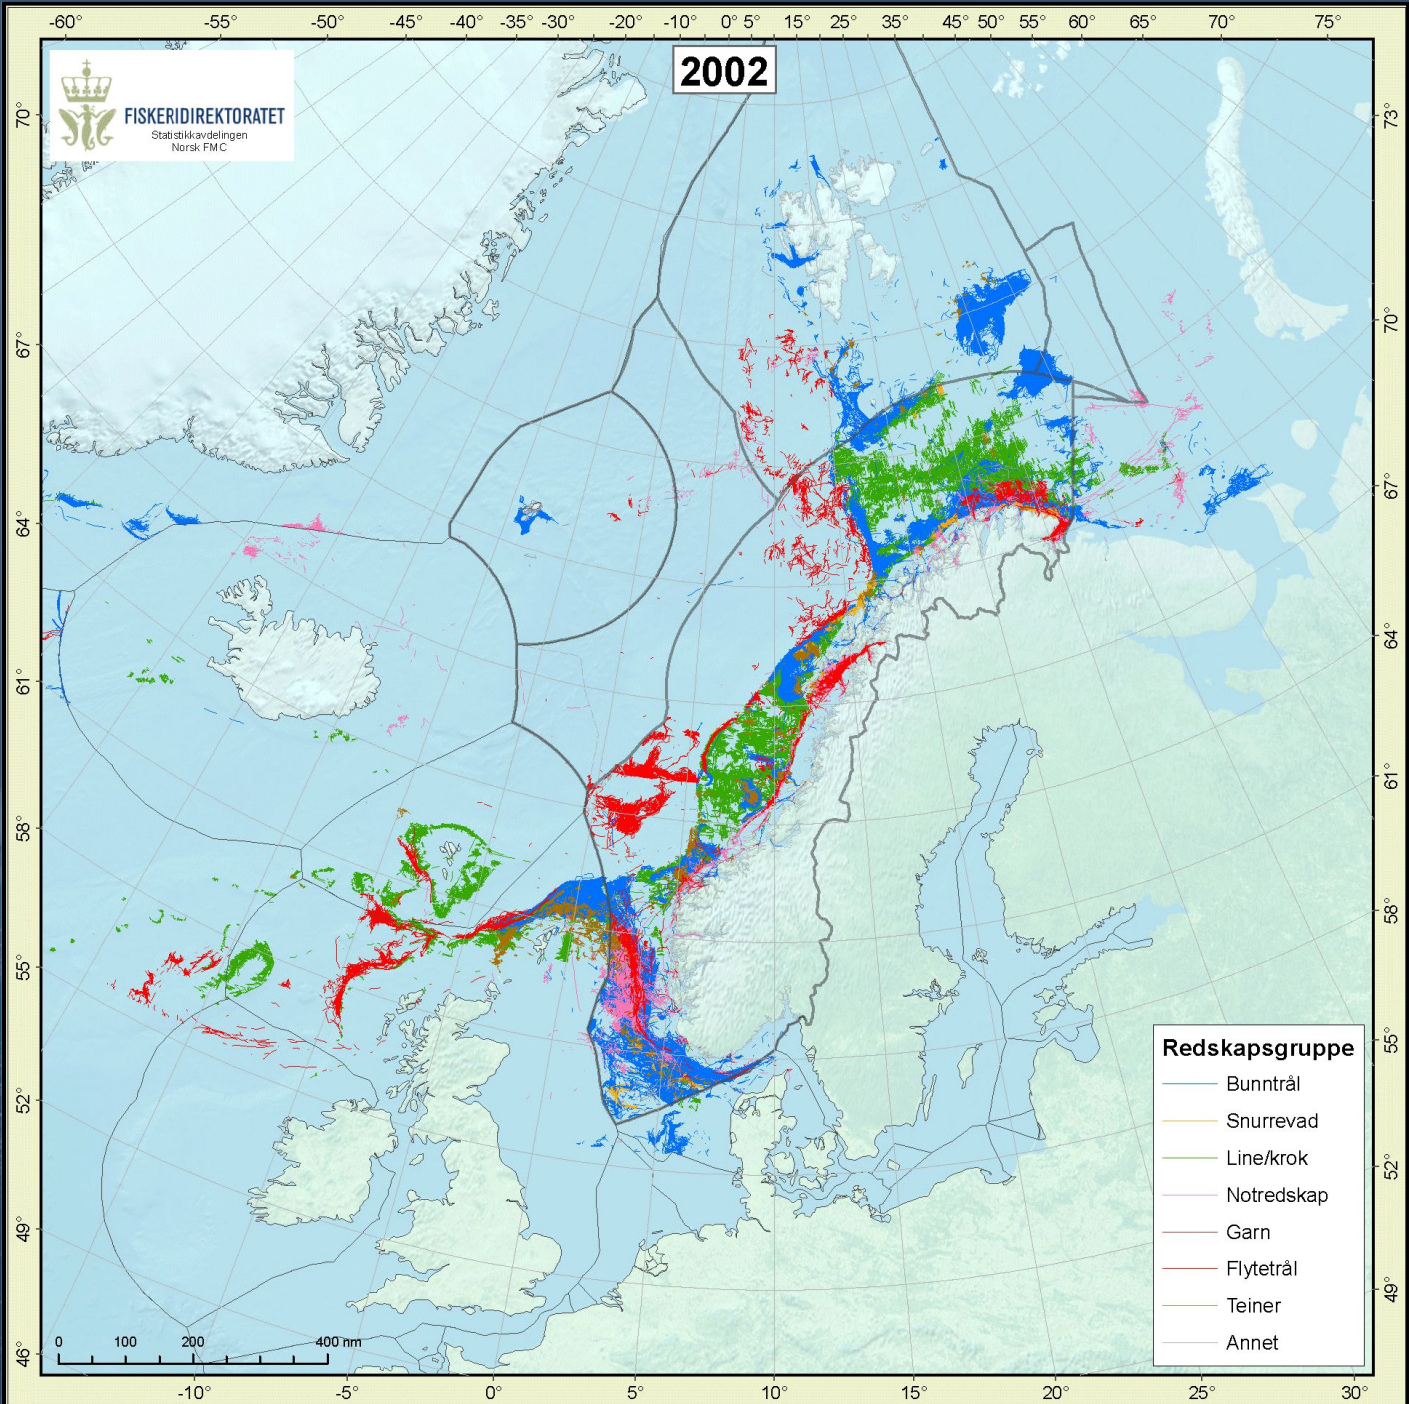 -60° -55° -50° -45° -40° -35° -30° -20° -10° 0° 5° 15° 25° 35° 45° 50° 55° 60° 65° 70° 75°
2002
FISKERIDIREKTORATET
Statistikkavdelingen
Norsk FMC
70°
67°
64°
61°
58°
55°
52°
49°
46°
73°
70°
67°
64°
61°
58°
55°
52°
49°
Redskapsgruppe
Bunntrål
Snurrevad
Line/krok
Notredskap
Garn
Flytetrål
Teiner
Annet
0 100 200 400 nm
-10° -5° 0° 5° 10° 15° 20° 25° 30°